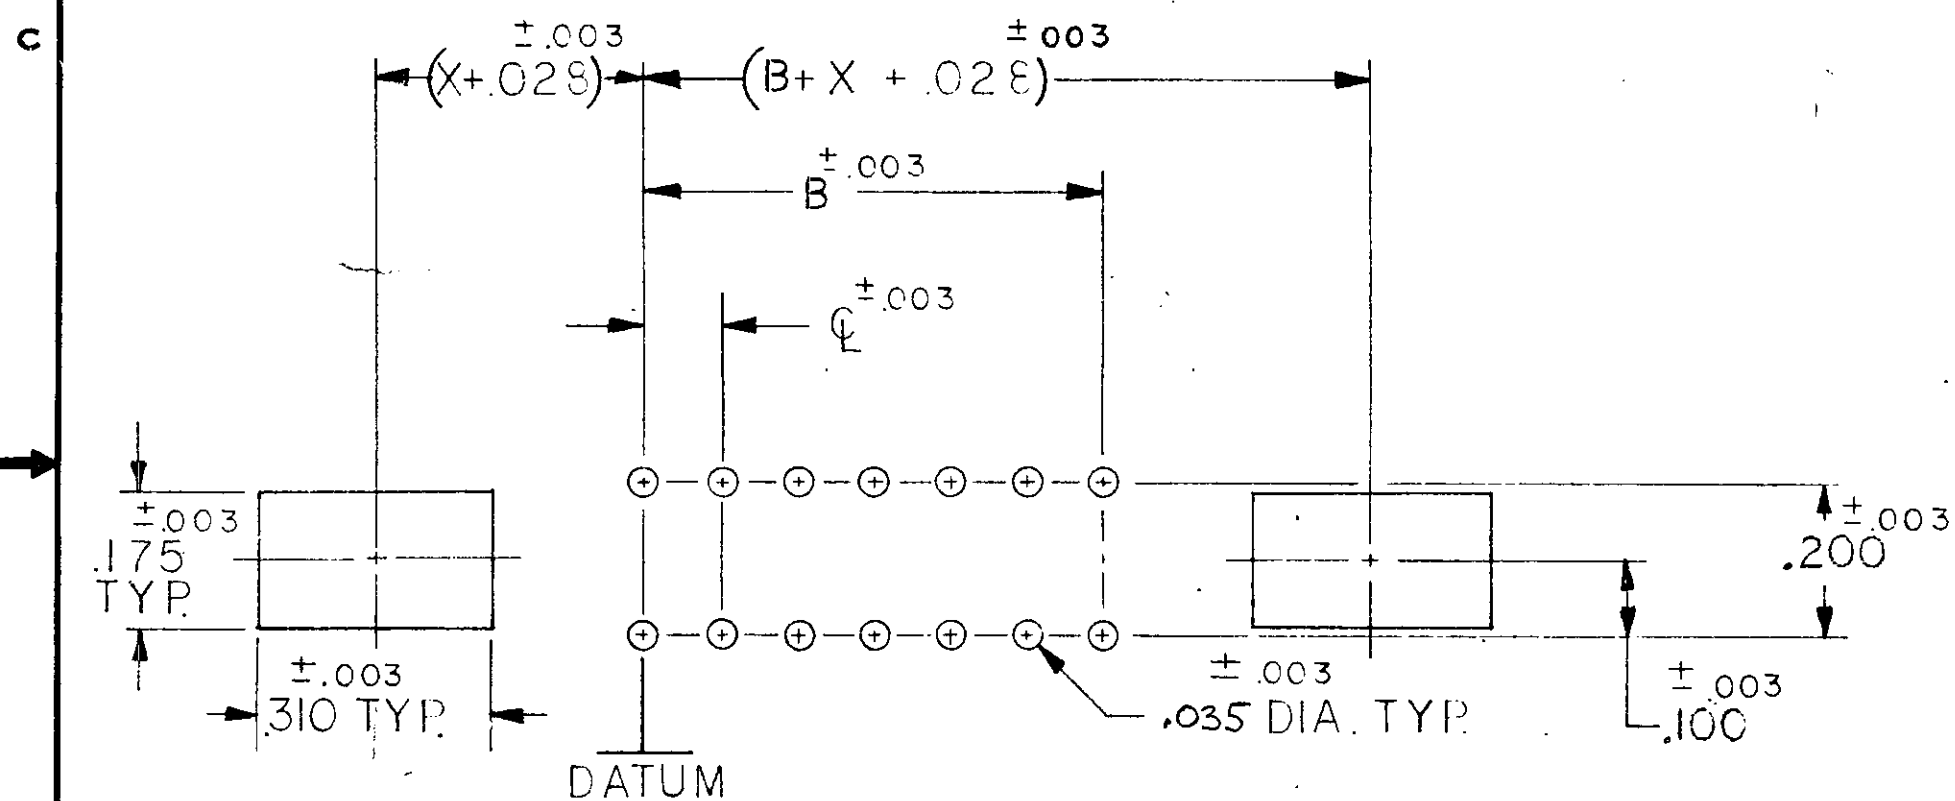 C
±.003
(X+.028)
± 003
(B+ X + .028)
±.003
B
±.003
℄
±.003
.175
TYP.
±.003
.310 TYP.
DATUM
± .003
.035 DIA. TYP.
±.003
.200
± .003
.100